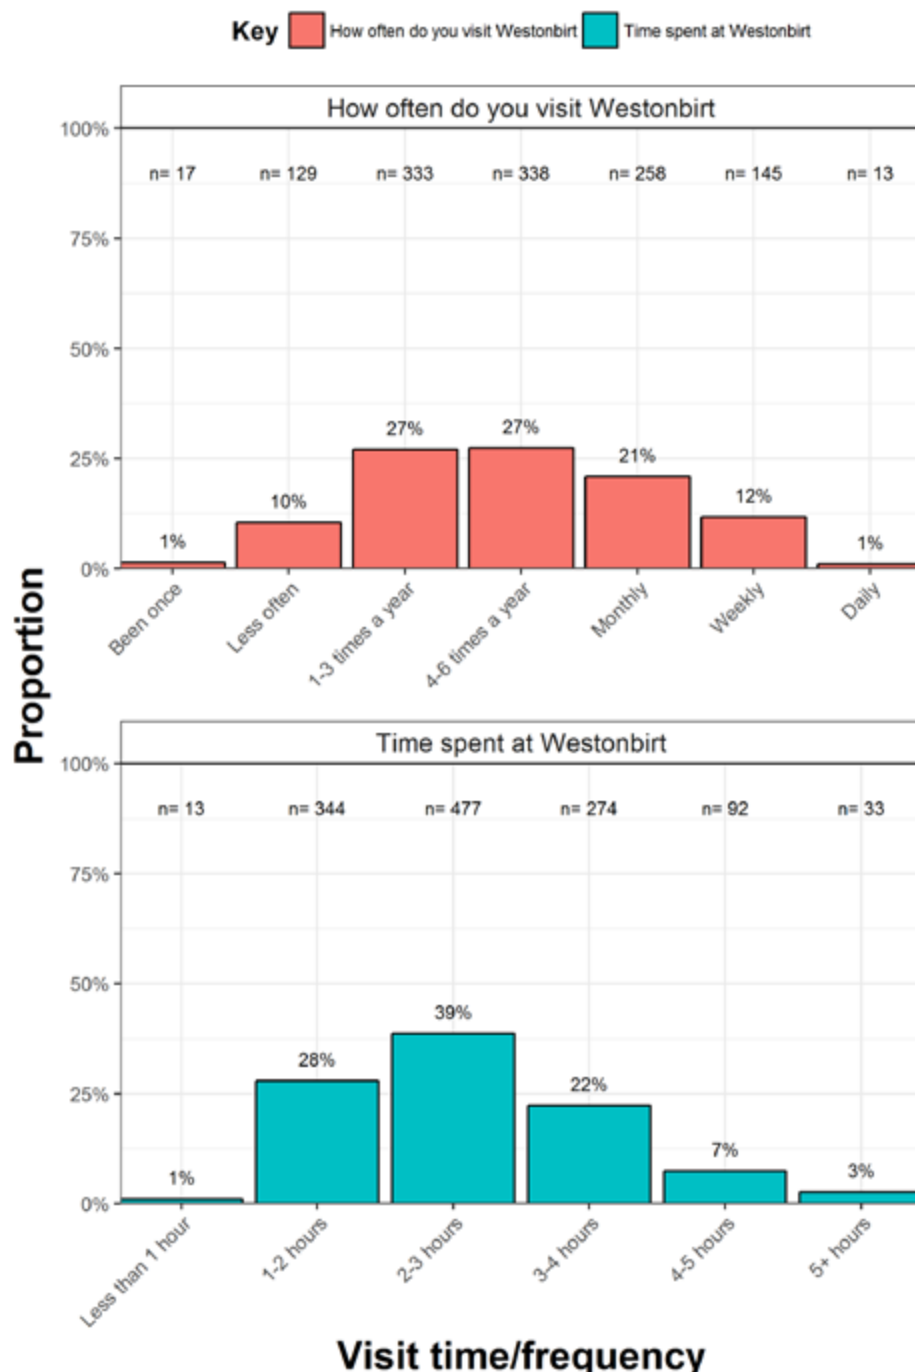 Key How often do you visit Westonbirt Time spent at Westonbirt
How often do you visit Westonbirt
100%
n= 17 n= 129 n= 333 n= 338 n= 258 n= 145 n= 13
75%
50%
27% 27%
25%
21%
10% 12%
1% 1%
0%
Been once Less often 1-3 times a year 4-6 times a year Monthly Weekly Daily
Proportion
Time spent at Westonbirt
100%
n= 13 n= 344 n= 477 n= 274 n= 92 n= 33
75%
50%
39%
28%
25%
22%
7%
1% 3%
0%
Less than 1 hour 1-2 hours 2-3 hours 3-4 hours 4-5 hours 5+ hours
Visit time/frequency